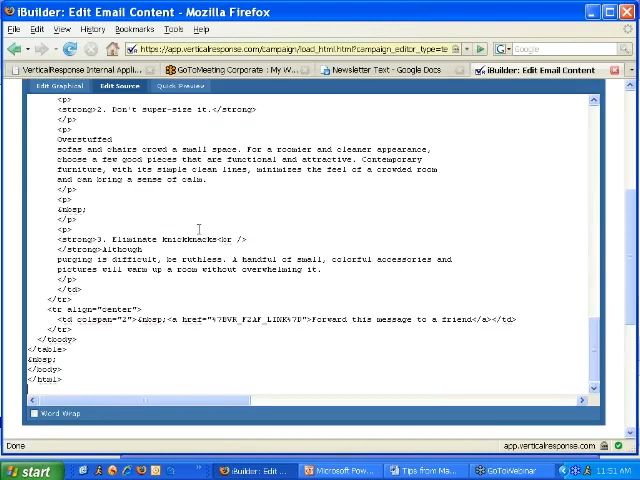 iBuilder: Edit Email Content - Mozilla Firefox
File Edit View History Bookmarks Tools Help
https://app.verticalresponse.com/campaign/load_html.html?campaign_editor_type=te
Google
VerticalResponse Internal Appl...
GoToMeeting Corporate : My W...
Newsletter Text - Google Docs
iBuilder: Edit Email Content
Edit Graphical Edit Source Quick Preview
<p>
<strong>2. Don't super-size it.</strong>
</p>
<p>
Overstuffed
sofas and chairs crowd a small space. For a roomier and cleaner appearance,
choose a few good pieces that are functional and attractive. Contemporary
furniture, with its simple clean lines, minimizes the feel of a crowded room
and can bring a sense of calm.
</p>
<p>
&nbsp;
</p>
<p>
<strong>3. Eliminate knickknacks<br />
</strong>Although
purging is difficult, be ruthless. A handful of small, colorful accessories and
pictures will warm up a room without overwhelming it.
</p>
</td>
</tr>
<tr align="center">
<td colspan="2">&nbsp;<a href="%7BVR_F2AF_LINK%7D">Forward this message to a friend</a></td>
</tr>
</tbody>
</table>
&nbsp;
</body>
</html>
Word Wrap
Done
app.verticalresponse.com
start
iBuilder: Edit ...
Microsoft Pow...
Tips from Ma...
GoToWebinar
11:51 AM